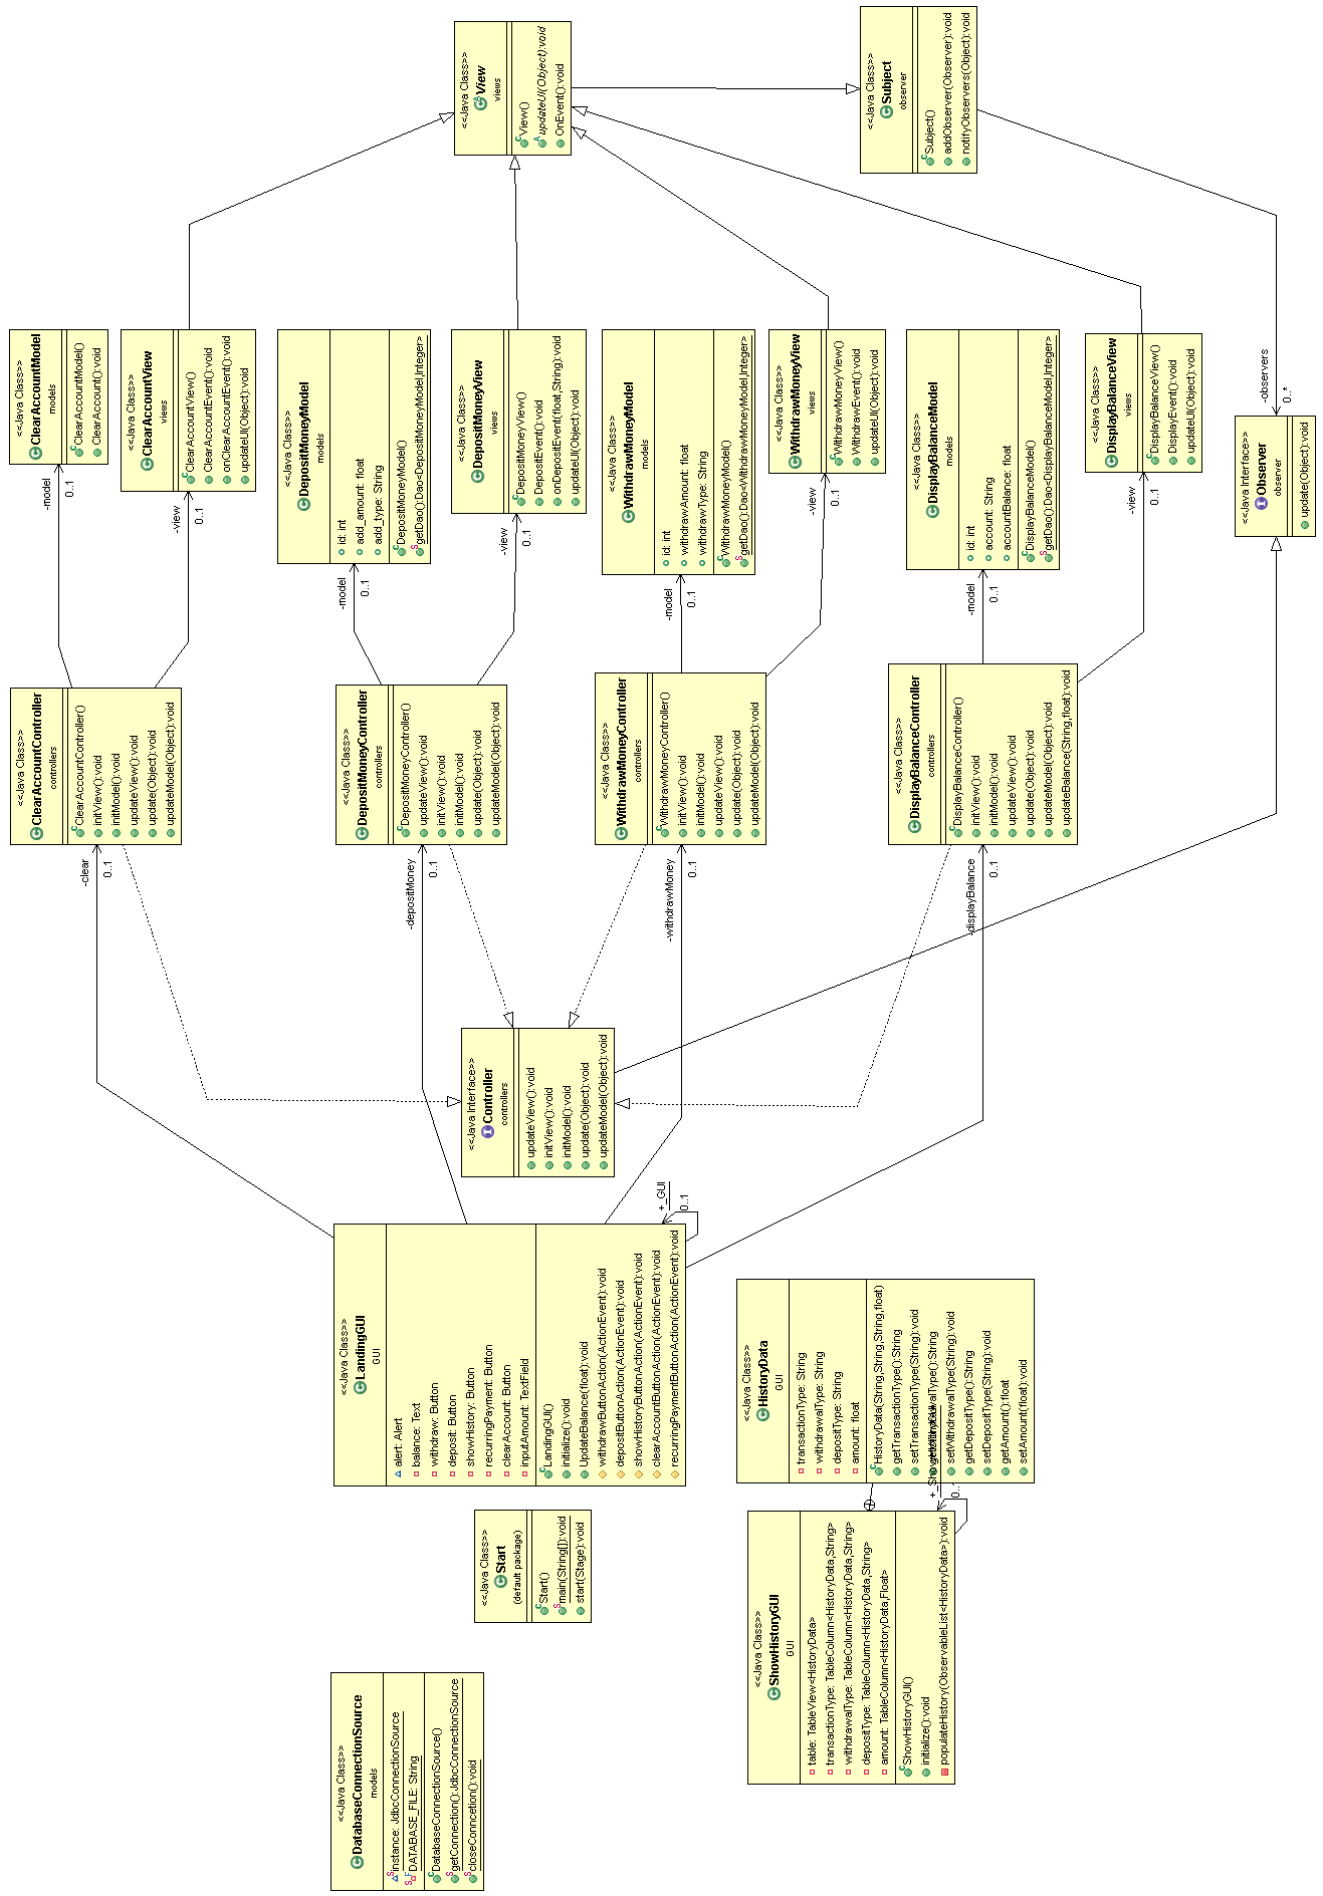 <<Java Class>>
ClearAccountModel
models
ClearAccountModel()
ClearAccount():void
<<Java Class>>
ClearAccountView
views
ClearAccountView()
ClearAccountEvent():void
onClearAccountEvent():void
updateUI(Object):void
<<Java Class>>
DepositMoneyModel
models
id: int
add_amount: float
add_type: String
DepositMoneyModel()
getDao():Dao<DepositMoneyModel,Integer>
<<Java Class>>
DepositMoneyView
views
DepositMoneyView()
DepositEvent():void
onDepositEvent(float,String):void
updateUI(Object):void
<<Java Class>>
WithdrawMoneyModel
models
id: int
withdrawAmount: float
withdrawType: String
WithdrawMoneyModel()
getDao():Dao<WithdrawMoneyModel,Integer>
<<Java Class>>
WithdrawMoneyView
views
WithdrawMoneyView()
WithdrawEvent():void
updateUI(Object):void
<<Java Class>>
DisplayBalanceModel
models
id: int
account: String
accountBalance: float
DisplayBalanceModel()
getDao():Dao<DisplayBalanceModel,Integer>
<<Java Class>>
DisplayBalanceView
views
DisplayBalanceView()
DisplayEvent():void
updateUI(Object):void
<<Java Class>>
View
views
View()
updateUI(Object):void
OnEvent():void
<<Java Class>>
Subject
observer
Subject()
addObserver(Observer):void
notifyObservers(Object):void
-observers
0..*
<<Java Interface>>
Observer
observer
update(Object):void
-model
0..1
-view
0..1
-model
0..1
-view
0..1
-model
0..1
-view
0..1
-model
0..1
-view
0..1
<<Java Class>>
ClearAccountController
controllers
ClearAccountController()
initView():void
initModel():void
updateView():void
update(Object):void
updateModel(Object):void
<<Java Class>>
DepositMoneyController
controllers
DepositMoneyController()
updateView():void
initView():void
initModel():void
update(Object):void
updateModel(Object):void
<<Java Class>>
WithdrawMoneyController
controllers
WithdrawMoneyController()
initView():void
initModel():void
updateView():void
update(Object):void
updateModel(Object):void
<<Java Class>>
DisplayBalanceController
controllers
DisplayBalanceController()
initView():void
initModel():void
updateView():void
update(Object):void
updateModel(Object):void
updateBalance(String,float):void
-clear
0..1
-depositMoney
0..1
-withdrawMoney
0..1
-displayBalance
0..1
<<Java Interface>>
Controller
controllers
updateView():void
initView():void
initModel():void
update(Object):void
updateModel(Object):void
<<Java Class>>
LandingGUI
GUI
alert: Alert
balance: Text
withdraw: Button
deposit: Button
showHistory: Button
recurringPayment: Button
clearAccount: Button
inputAmount: TextField
LandingGUI()
initialize():void
UpdateBalance(float):void
withdrawButtonAction(ActionEvent):void
depositButtonAction(ActionEvent):void
showHistoryButtonAction(ActionEvent):void
clearAccountButtonAction(ActionEvent):void
recurringPaymentButtonAction(ActionEvent):void
+_GUI
0..1
<<Java Class>>
HistoryData
GUI
transactionType: String
withdrawalType: String
depositType: String
amount: float
HistoryData(String,String,float)
getTransactionType():String
setTransactionType(String):void
setWithdrawalType(String):void
getDepositType():String
setDepositType(String):void
getAmount():float
setAmount(float):void
<<Java Class>>
Start
(default package)
Start()
main(String[]):void
start(Stage):void
<<Java Class>>
ShowHistoryGUI
GUI
table: TableView<HistoryData>
transactionType: TableColumn<HistoryData,String>
withdrawalType: TableColumn<HistoryData,String>
depositType: TableColumn<HistoryData,String>
amount: TableColumn<HistoryData,Float>
ShowHistoryGUI()
initialize():void
populateHistory(ObservableList<HistoryData>):void
<<Java Class>>
DatabaseConnectionSource
models
instance: JdbcConnectionSource
DATABASE_FILE: String
DatabaseConnectionSource()
getConnection():JdbcConnectionSource
closeConncetion():void